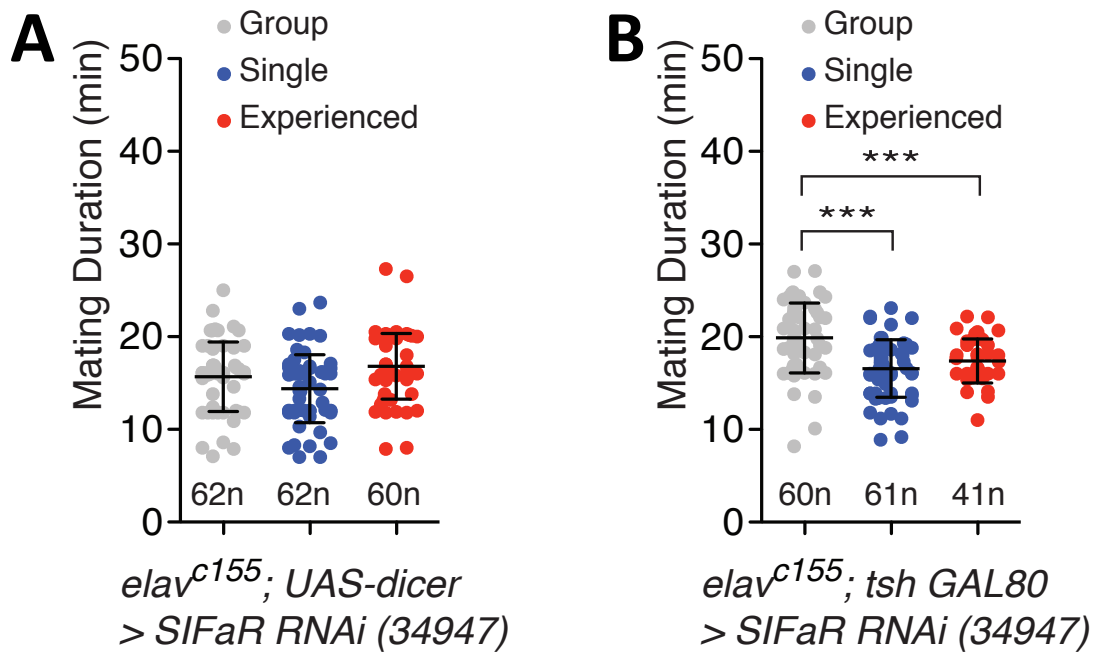 A
Group
Single
Experienced
Mating Duration (min)
50
40
30
20
10
0
62n 62n 60n
elav^c155; UAS-dicer
> SIFaR RNAi (34947)
B
Group
Single
Experienced
Mating Duration (min)
50
40
30
20
10
0
***
***
60n 61n 41n
elav^c155; tsh GAL80
> SIFaR RNAi (34947)